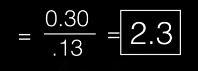 = 0.30 / .13 = 2.3